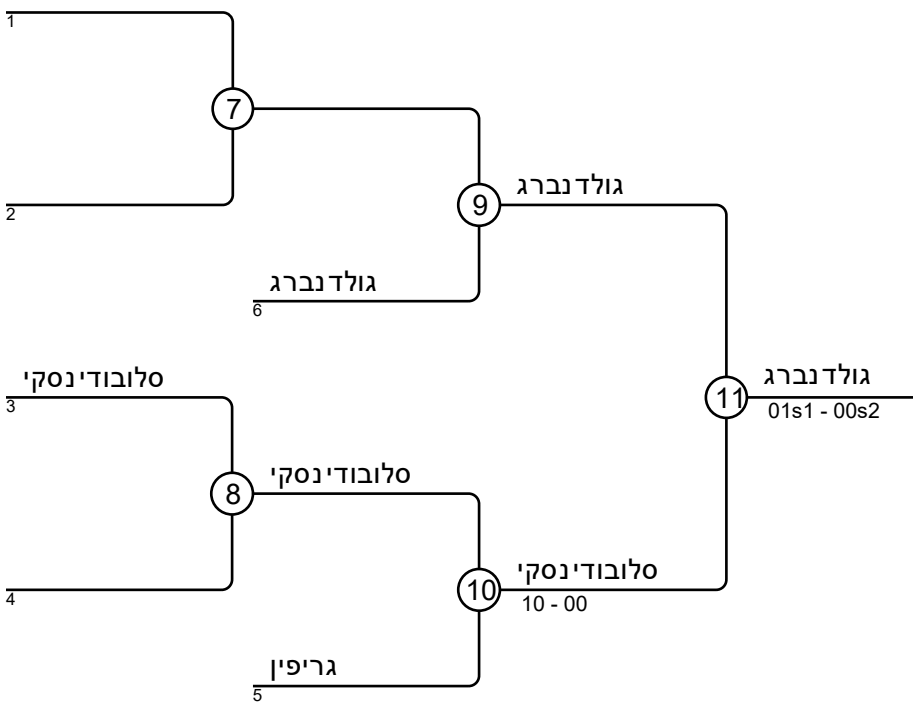 1
7
2
גולדנברג
9
גולדנברג
6
סלובודינסקי
3
גולדנברג
11
01s1 - 00s2
סלובודינסקי
8
סלובודינסקי
10
10 - 00
4
גריפין
5